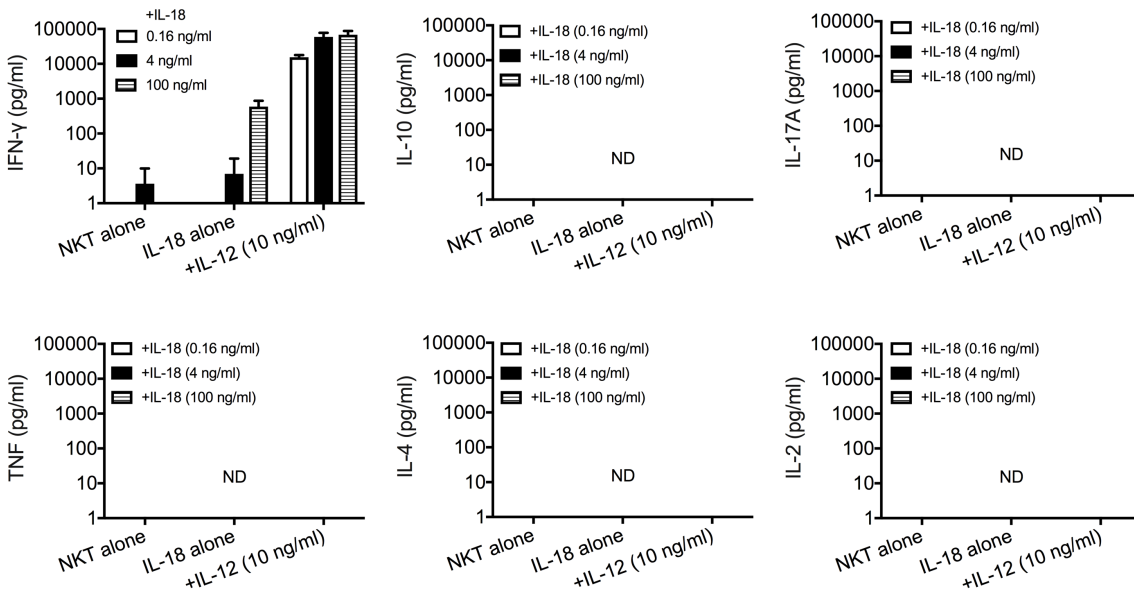 +IL-18
0.16 ng/ml
4 ng/ml
100 ng/ml
IFN-γ (pg/ml)
100000
10000
1000
100
10
1
NKT alone
IL-18 alone
+IL-12 (10 ng/ml)
+IL-18 (0.16 ng/ml)
+IL-18 (4 ng/ml)
+IL-18 (100 ng/ml)
IL-10 (pg/ml)
100000
10000
1000
100
10
1
ND
NKT alone
IL-18 alone
+IL-12 (10 ng/ml)
+IL-18 (0.16 ng/ml)
+IL-18 (4 ng/ml)
+IL-18 (100 ng/ml)
IL-17A (pg/ml)
100000
10000
1000
100
10
1
ND
NKT alone
IL-18 alone
+IL-12 (10 ng/ml)
+IL-18 (0.16 ng/ml)
+IL-18 (4 ng/ml)
+IL-18 (100 ng/ml)
TNF (pg/ml)
100000
10000
1000
100
10
1
ND
NKT alone
IL-18 alone
+IL-12 (10 ng/ml)
+IL-18 (0.16 ng/ml)
+IL-18 (4 ng/ml)
+IL-18 (100 ng/ml)
IL-4 (pg/ml)
100000
10000
1000
100
10
1
ND
NKT alone
IL-18 alone
+IL-12 (10 ng/ml)
+IL-18 (0.16 ng/ml)
+IL-18 (4 ng/ml)
+IL-18 (100 ng/ml)
IL-2 (pg/ml)
100000
10000
1000
100
10
1
ND
NKT alone
IL-18 alone
+IL-12 (10 ng/ml)